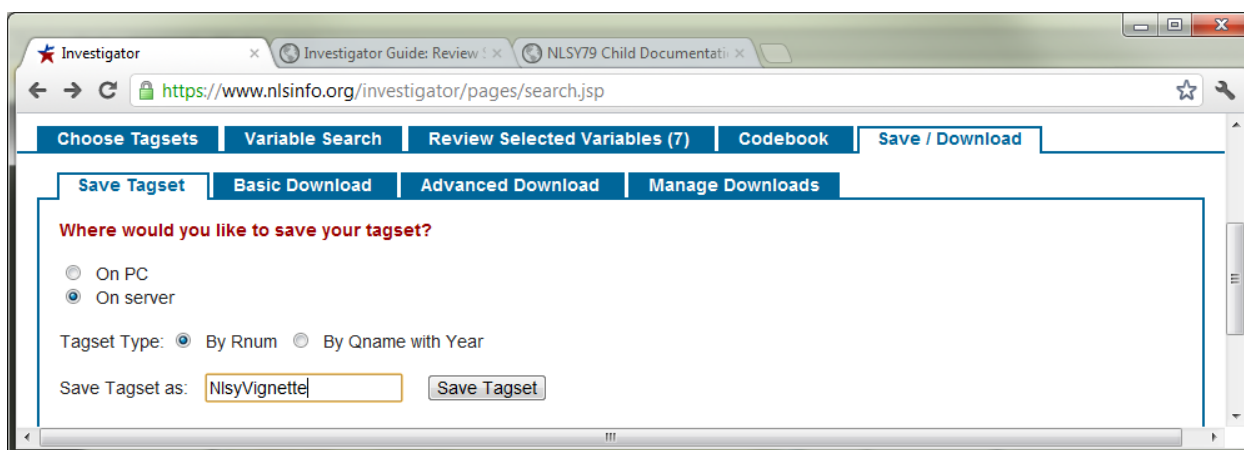 Investigator
Investigator Guide: Review
NLSY79 Child Documentati
https://www.nlsinfo.org/investigator/pages/search.jsp
Choose Tagsets Variable Search Review Selected Variables (7) Codebook Save / Download
Save Tagset Basic Download Advanced Download Manage Downloads
Where would you like to save your tagset?
On PC
On server
Tagset Type: By Rnum By Qname with Year
Save Tagset as: NlsyVignette Save Tagset